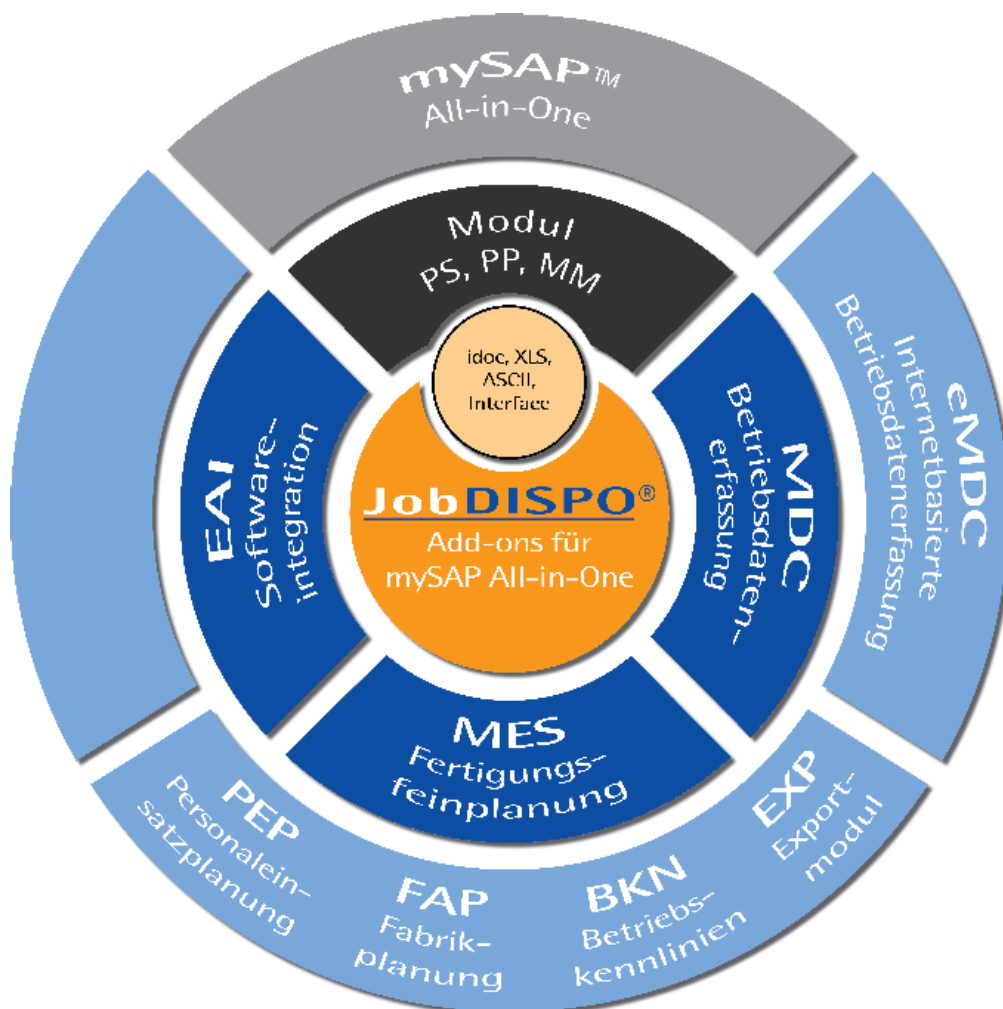 mySAP™
All-in-One
Modul
PS, PP, MM
idoc, XLS,
ASCII,
Interface
JobDISPO®
Add-ons für
mySAP All-in-One
EAI
Software-
integration
MDC
Betriebsdaten-
erfassung
eMDC
Internetbasierte
Betriebsdatenerfassung
MES
Fertigungs-
feinplanung
PEP
Personalein-
satzplanung
FAP
Fabrik-
planung
BKN
Betriebs-
kennlinien
EXP
Export-
modul